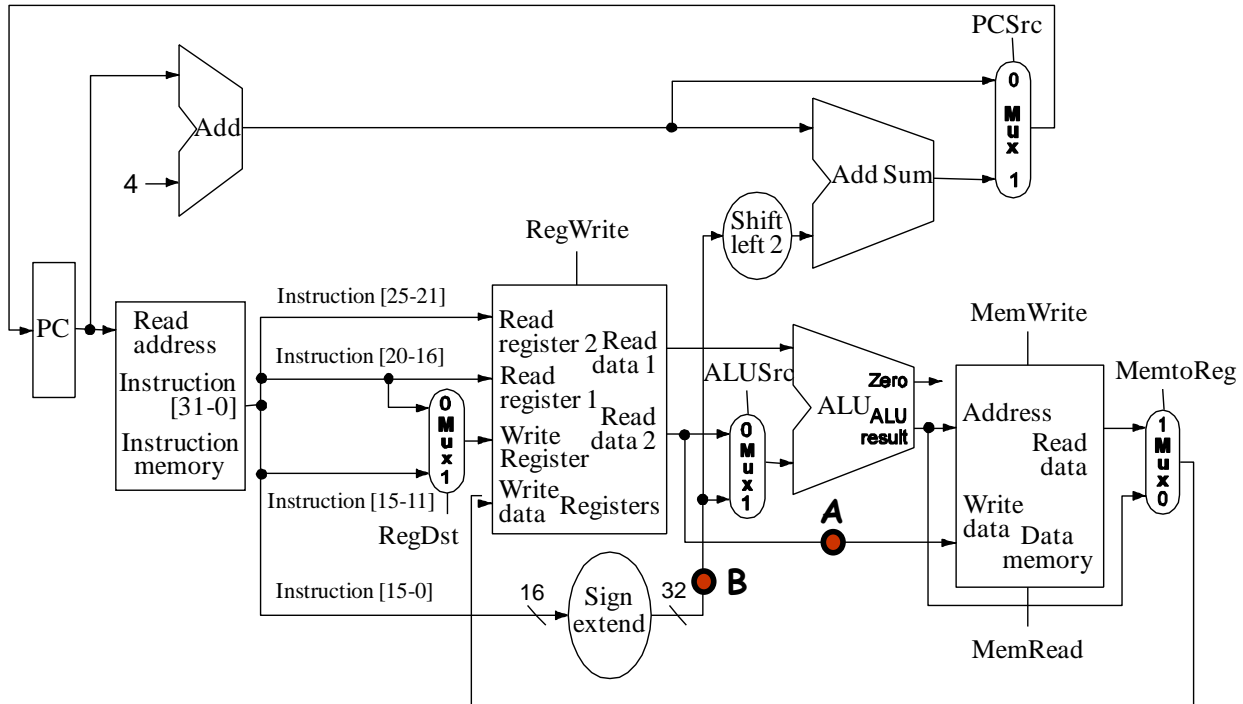 PCSrc
0
Mux
1
Add
4
Add Sum
Shift
left 2
RegWrite
PC
Read
address
Instruction
[31-0]
Instruction
memory
Instruction [25-21]
Instruction [20-16]
0
Mux
1
Instruction [15-11]
RegDst
Read
register 2
Read
data 1
Read
register 1
Read
data 2
Write
Register
Write
data
Registers
ALUSrc
0
Mux
1
Zero
ALU
ALU
result
MemWrite
Address
Read
data
Write
data
Data
memory
MemRead
MemtoReg
1
Mux
0
A
B
Instruction [15-0]
16
Sign
extend
32